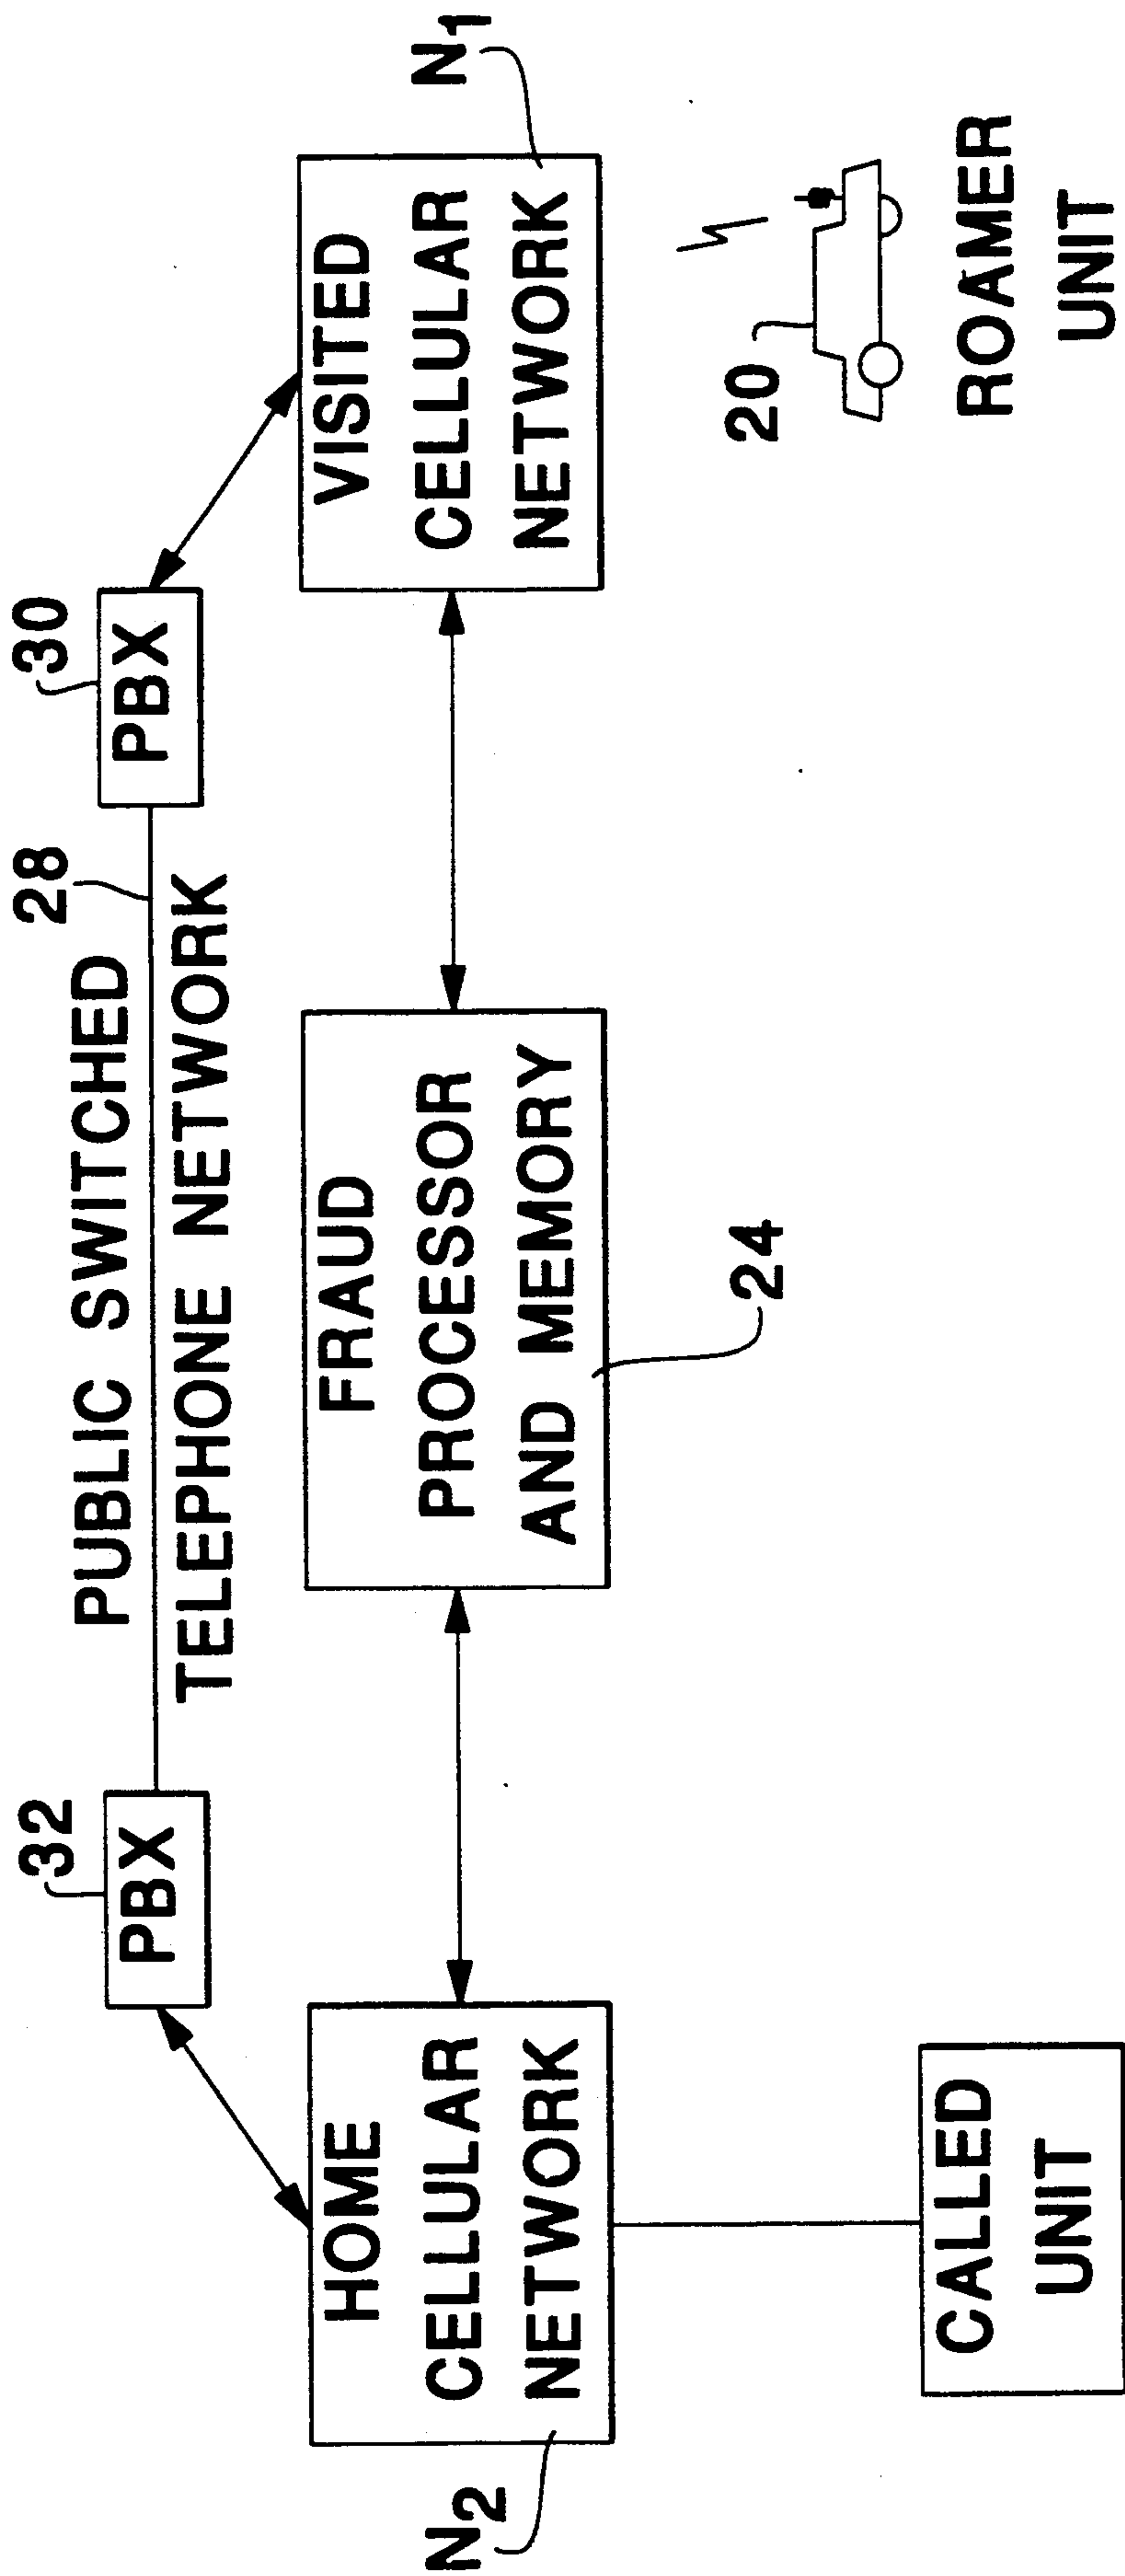 32
PBX
PUBLIC SWITCHED
28
TELEPHONE NETWORK
30
PBX
HOME
CELLULAR
NETWORK
N2
FRAUD
PROCESSOR
AND MEMORY
24
VISITED
CELLULAR
NETWORK
N1
CALLED
UNIT
20
ROAMER
UNIT